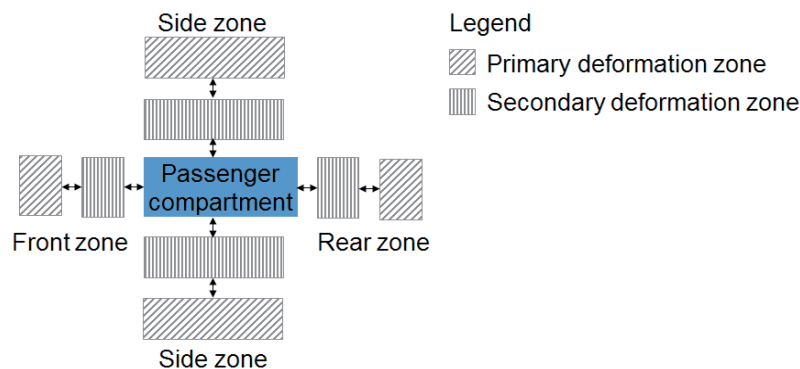 Side zone
Legend
Primary deformation zone
Secondary deformation zone
Passenger
compartment
Front zone
Rear zone
Side zone